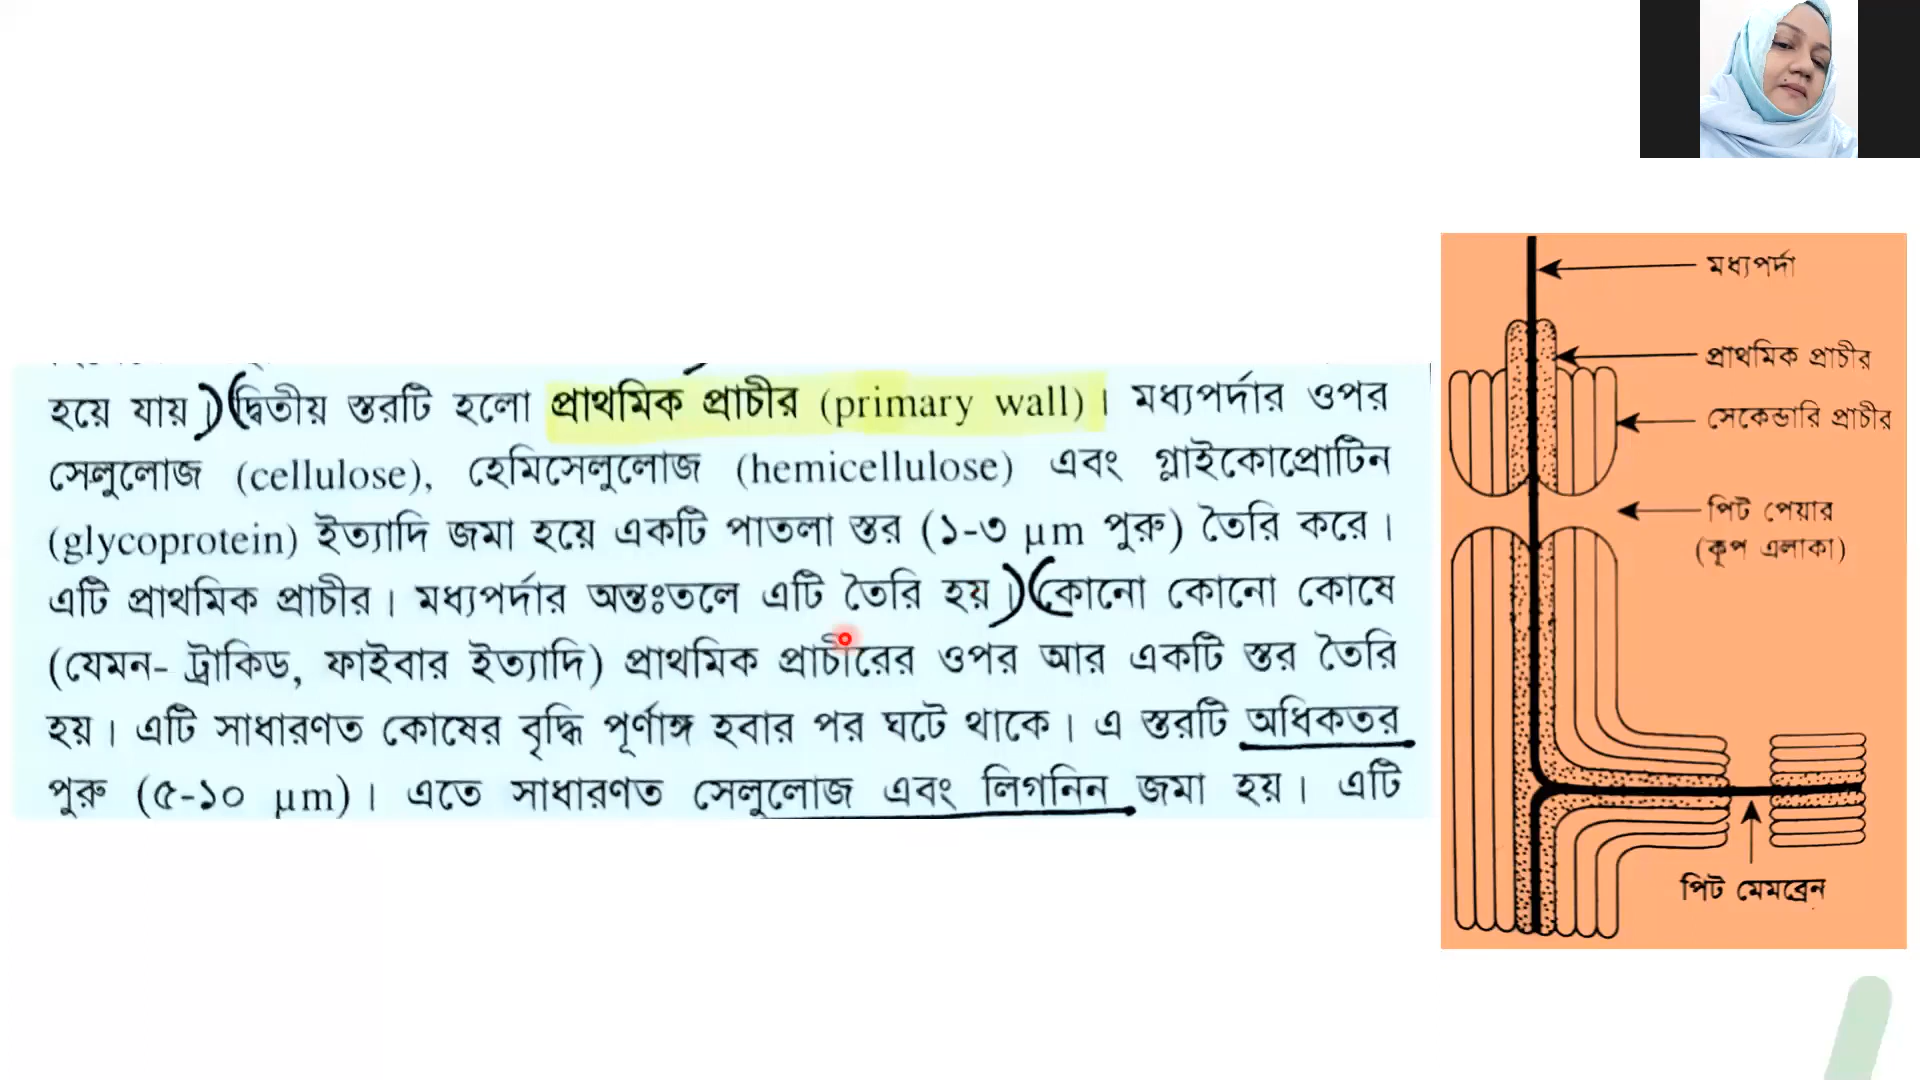 হয়ে যায়।) (দ্বিতীয় স্তরটি হলো প্রাথমিক প্রাচীর (primary wall)। মধ্যপর্দার ওপর
সেলুলোজ (cellulose), হেমিসেলুলোজ (hemicellulose) এবং গ্লাইকোপ্রোটিন
(glycoprotein) ইত্যাদি জমা হয়ে একটি পাতলা স্তর (১-৩ μm পুরু) তৈরি করে।
এটি প্রাথমিক প্রাচীর। মধ্যপর্দার অন্তঃতলে এটি তৈরি হয়।) (কোনো কোনো কোষে
(যেমন- ট্রাকিড, ফাইবার ইত্যাদি) প্রাথমিক প্রাচীরের ওপর আর একটি স্তর তৈরি
হয়। এটি সাধারণত কোষের বৃদ্ধি পূর্ণাঙ্গ হবার পর ঘটে থাকে। এ স্তরটি অধিকতর
পুরু (৫-১০ μm)। এতে সাধারণত সেলুলোজ এবং লিগনিন জমা হয়। এটি
মধ্যপর্দা
প্রাথমিক প্রাচীর
সেকেন্ডারি প্রাচীর
পিট পেয়ার
(কূপ এলাকা)
পিট মেমব্রেন